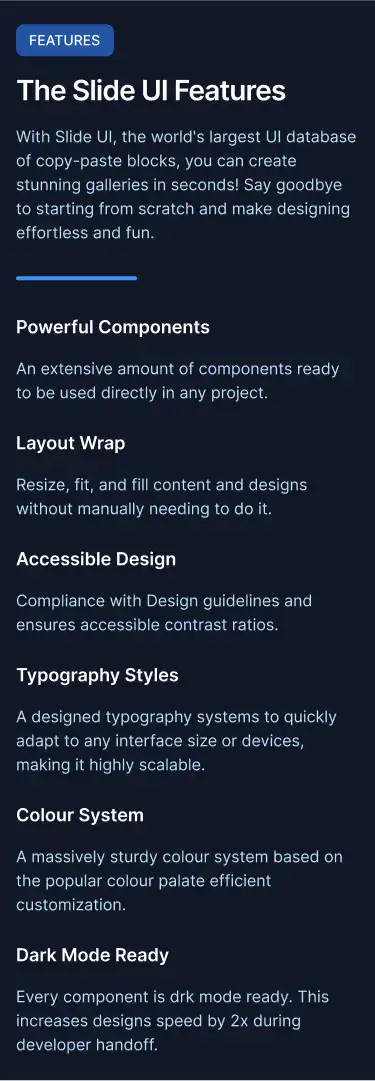 FEATURES
The Slide UI Features
With Slide UI, the world's largest UI database
of copy-paste blocks, you can create
stunning galleries in seconds! Say goodbye
to starting from scratch and make designing
effortless and fun.
Powerful Components
An extensive amount of components ready
to be used directly in any project.
Layout Wrap
Resize, fit, and fill content and designs
without manually needing to do it.
Accessible Design
Compliance with Design guidelines and
ensures accessible contrast ratios.
Typography Styles
A designed typography systems to quickly
adapt to any interface size or devices,
making it highly scalable.
Colour System
A massively sturdy colour system based on
the popular colour palate efficient
customization.
Dark Mode Ready
Every component is drk mode ready. This
increases designs speed by 2x during
developer handoff.